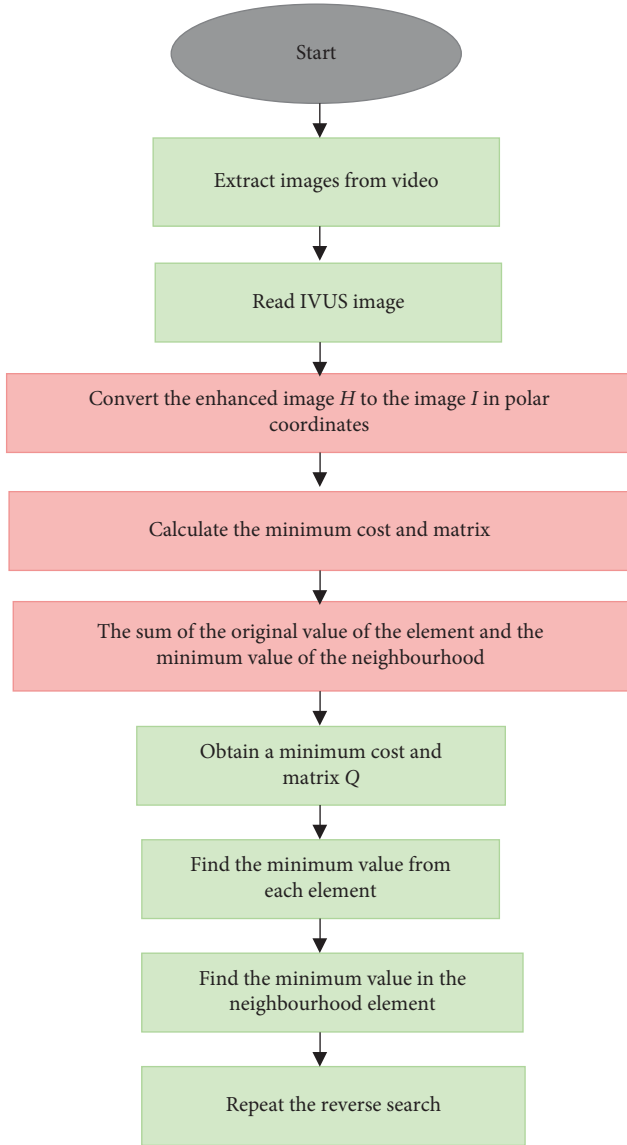 Start
Extract images from video
Read IVUS image
Convert the enhanced image H to the image I in polar
coordinates
Calculate the minimum cost and matrix
The sum of the original value of the element and the
minimum value of the neighbourhood
Obtain a minimum cost and
matrix Q
Find the minimum value from
each element
Find the minimum value in the
neighbourhood element
Repeat the reverse search